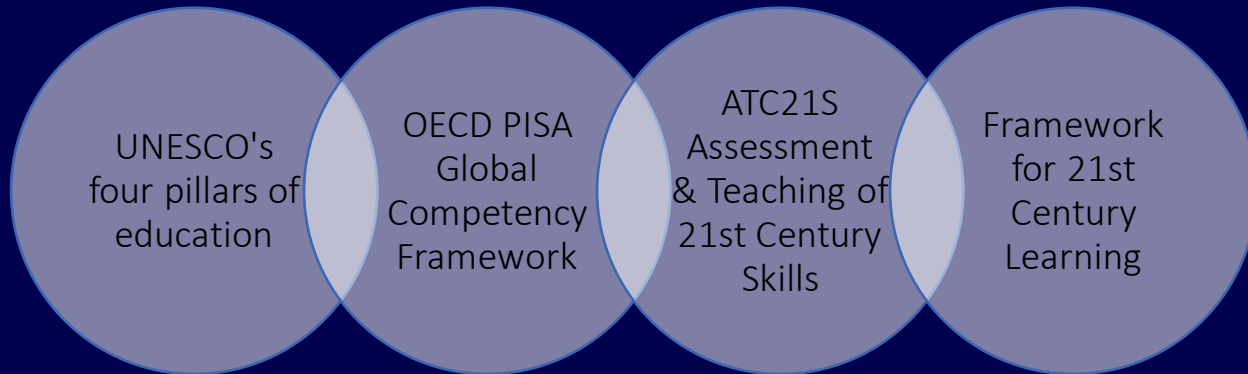 UNESCO's
four pillars of
education
OECD PISA
Global
Competency
Framework
ATC21S
Assessment
& Teaching of
21st Century
Skills
Framework
for 21st
Century
Learning